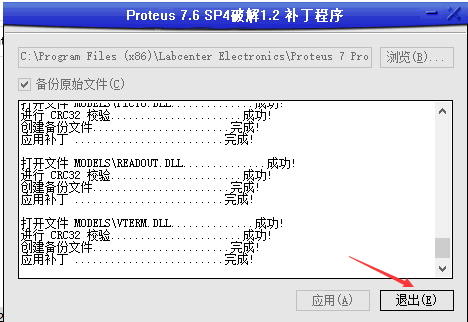 Proteus 7.6 SP4破解1.2 补丁程序
C:\Program Files (x86)\Labcenter Electronics\Proteus 7 Pro
浏览(B)...
备份原始文件(C)
打开文件 MODELS\PICTO.DLL..............成功!
进行 CRC32 校验......................成功!
创建备份文件.......................完成!
应用补丁 .........................完成!
打开文件 MODELS\READOUT.DLL..............成功!
进行 CRC32 校验......................成功!
创建备份文件.......................完成!
应用补丁 .........................完成!
打开文件 MODELS\VTERM.DLL..............成功!
进行 CRC32 校验......................成功!
创建备份文件.......................完成!
应用补丁 .........................完成!
应用(A)
退出(E)